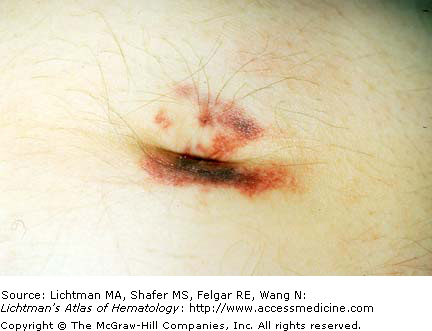 Source: Lichtman MA, Shafer MS, Felgar RE, Wang N:
Lichtman's Atlas of Hematology: http://www.accessmedicine.com
Copyright © The McGraw-Hill Companies, Inc. All rights reserved.